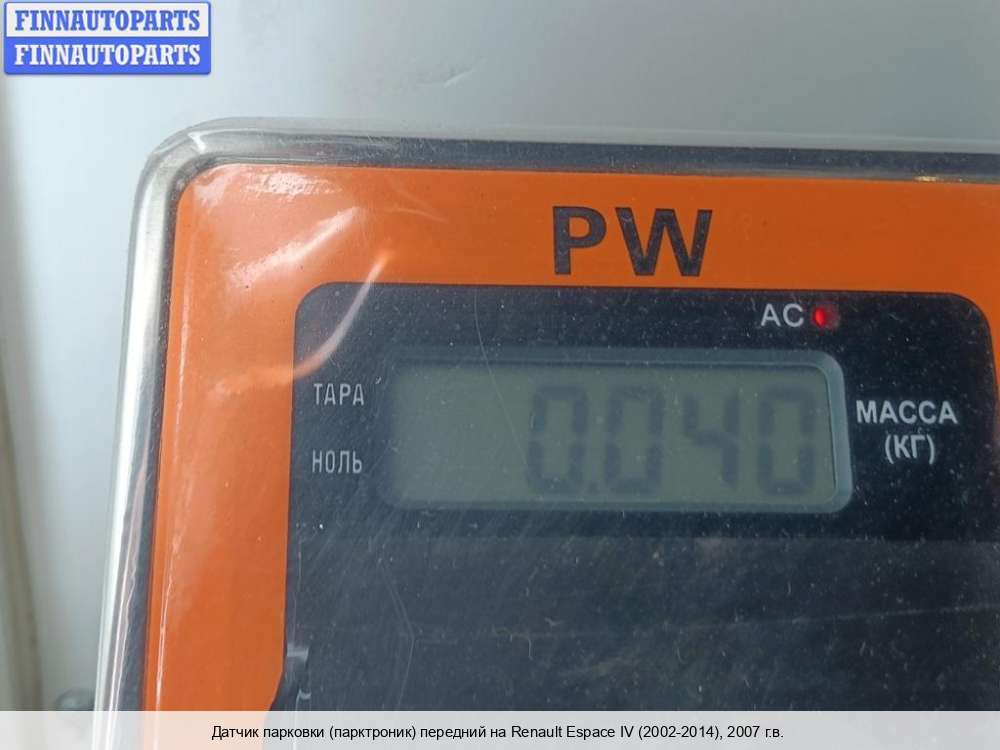 FINNAUTOPARTS
FINNAUTOPARTS
PW
AC
ТАРА
0.040
МАССА
(КГ)
НОЛЬ
Датчик парковки (парктроник) передний на Renault Espace IV (2002-2014), 2007 г.в.